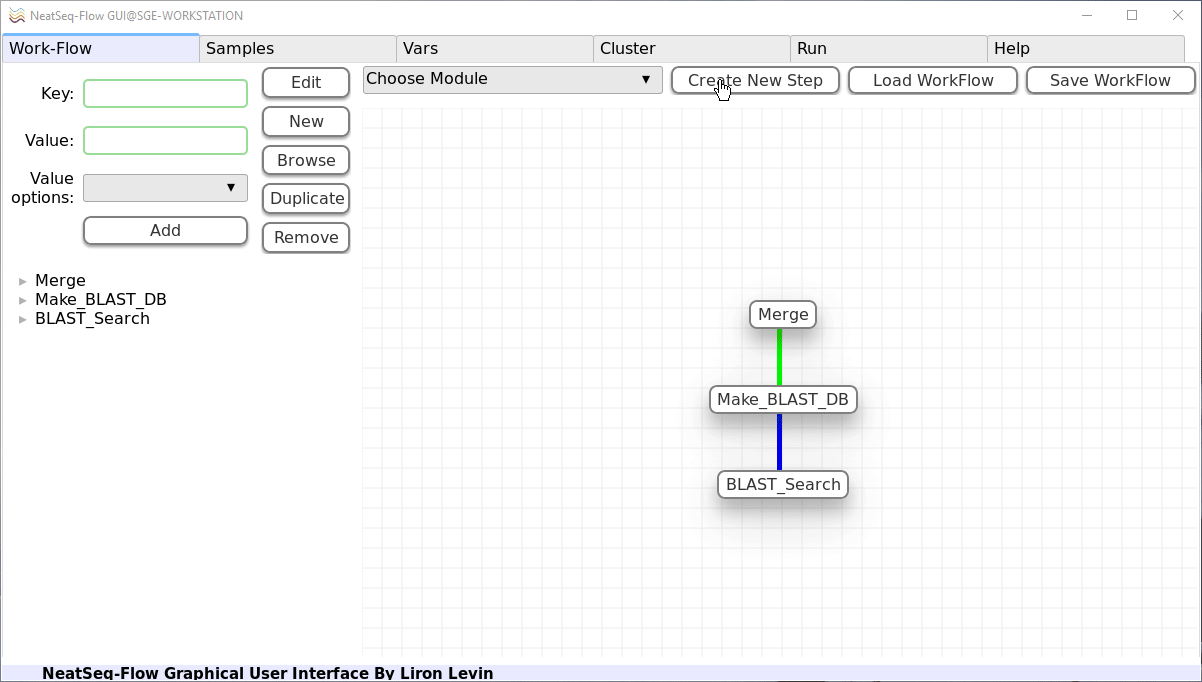 NeatSeq-Flow GUI@SGE-WORKSTATION
Work-Flow Samples Vars Cluster Run Help
Key:
Value:
Value
options:
Add
Edit
New
Browse
Duplicate
Remove
Choose Module Create New Step Load WorkFlow Save WorkFlow
Merge
Make_BLAST_DB
BLAST_Search
Merge
Make_BLAST_DB
BLAST_Search
NeatSeq-Flow Graphical User Interface By Liron Levin